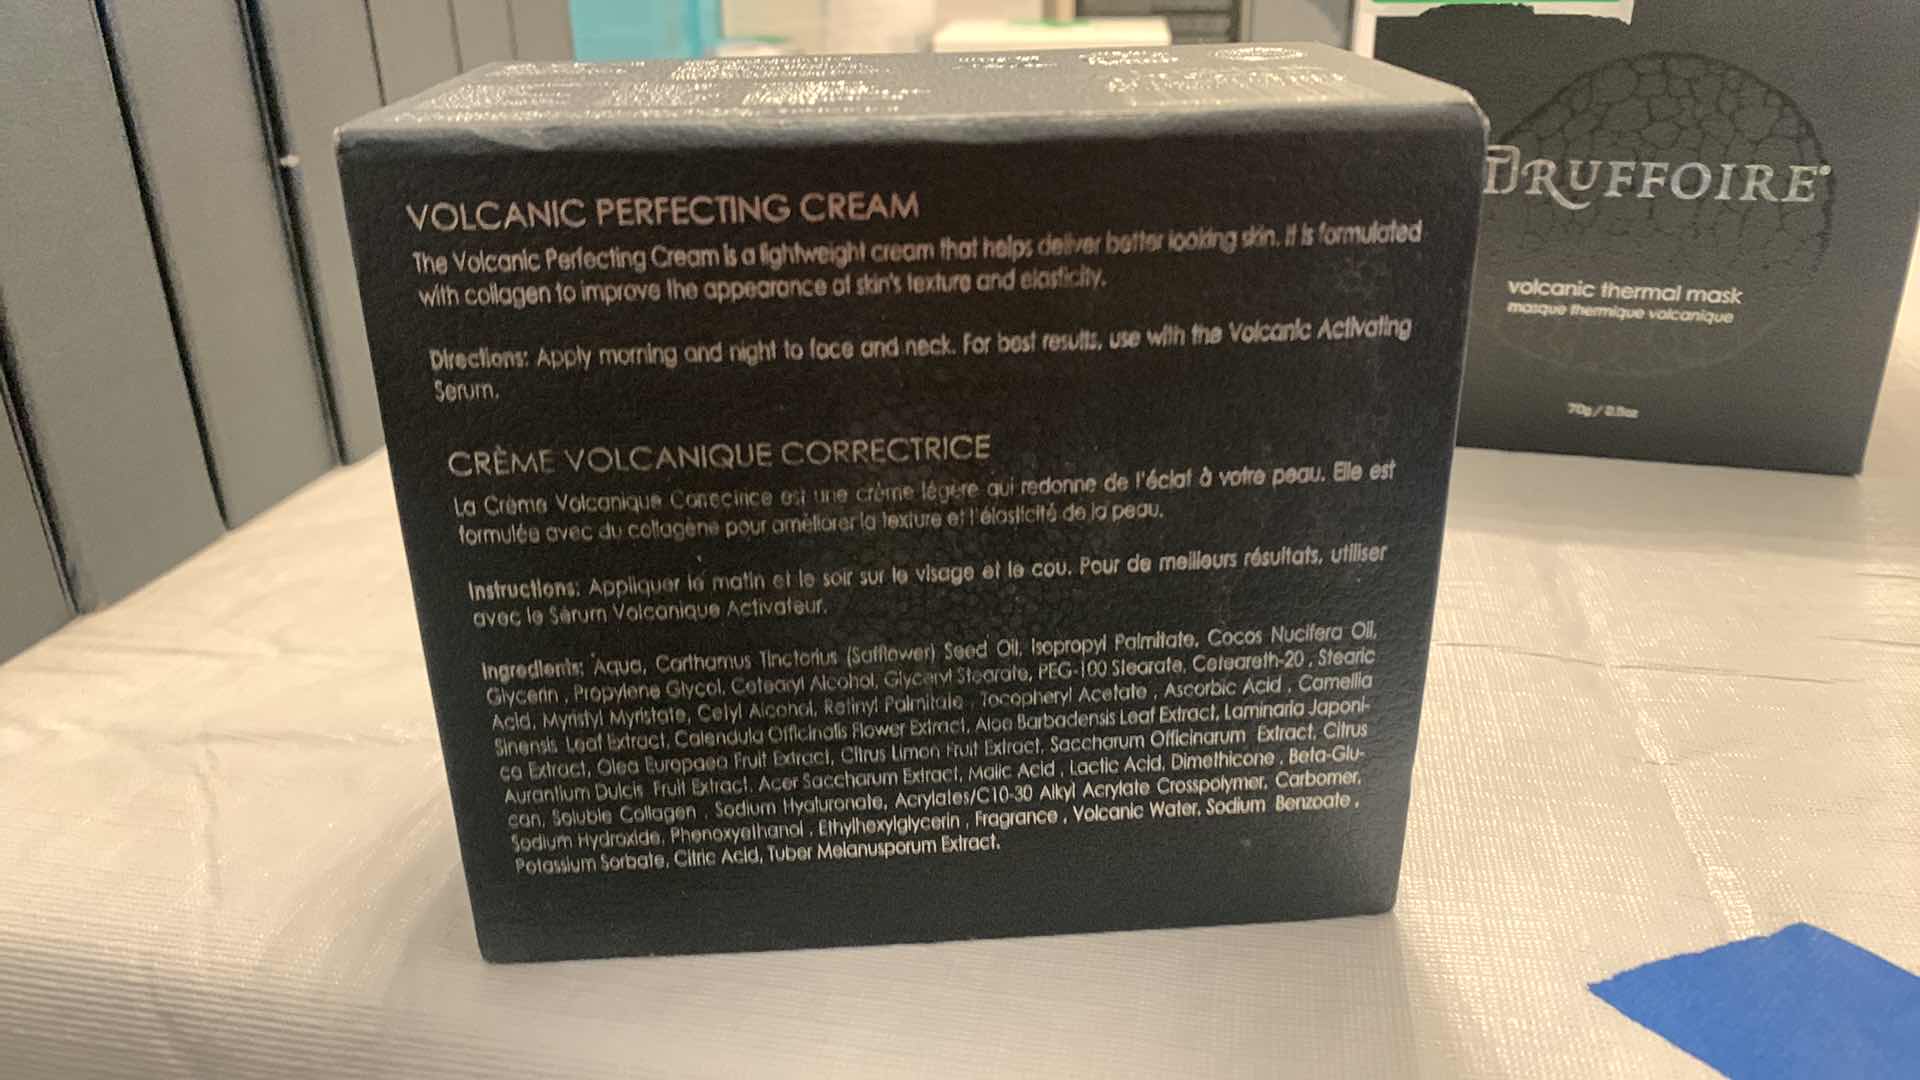 VOLCANIC PERFECTING CREAM
The Volcanic Perfecting Cream is a lightweight cream that helps deliver better looking skin. It is formulated
with collagen to improve the appearance of skin's texture and elasticity.
Directions: Apply morning and night to face and neck. For best results, use with the Volcanic Activating
Serum.
CRÈME VOLCANIQUE CORRECTRICE
La Crème Volcanique Correctrice est une crème légère qui redonne de l'éclat à votre peau. Elle est
formulée avec du collagène pour améliorer la texture et l'élasticité de la peau.
Instructions: Appliquer le matin et le soir sur le visage et le cou. Pour de meilleurs résultats, utiliser
avec le Sérum Volcanique Activateur.
Ingredients: Aqua, Carthamus Tinctorius (Safflower) Seed Oil, Isopropyl Palmitate, Cocos Nucifera Oil,
Glycerin , Propylene Glycol, Cetearyl Alcohol, Glyceryl Stearate, PEG-100 Stearate, Ceteareth-20 , Stearic
Acid, Myristyl Myristate, Cetyl Alcohol, Retinyl Palmitate , Tocopheryl Acetate , Ascorbic Acid , Camellia
Sinensis Leaf Extract, Calendula Officinalis Flower Extract, Aloe Barbadensis Leaf Extract, Laminaria Japoni-
ca Extract, Olea Europaea Fruit Extract, Citrus Limon Fruit Extract, Saccharum Officinarum Extract, Citrus
Aurantium Dulcis Fruit Extract, Acer Saccharum Extract, Malic Acid , Lactic Acid, Dimethicone , Beta-Glu-
can, Soluble Collagen , Sodium Hyaluronate, Acrylates/C10-30 Alkyl Acrylate Crosspolymer, Carbomer,
Sodium Hydroxide, Phenoxyethanol , Ethylhexylglycerin , Fragrance , Volcanic Water, Sodium Benzoate ,
Potassium Sorbate, Citric Acid, Tuber Melanosporum Extract.
TRUFFOIRE
volcanic thermal mask
masque thermique volcanique
70g / 2.5oz